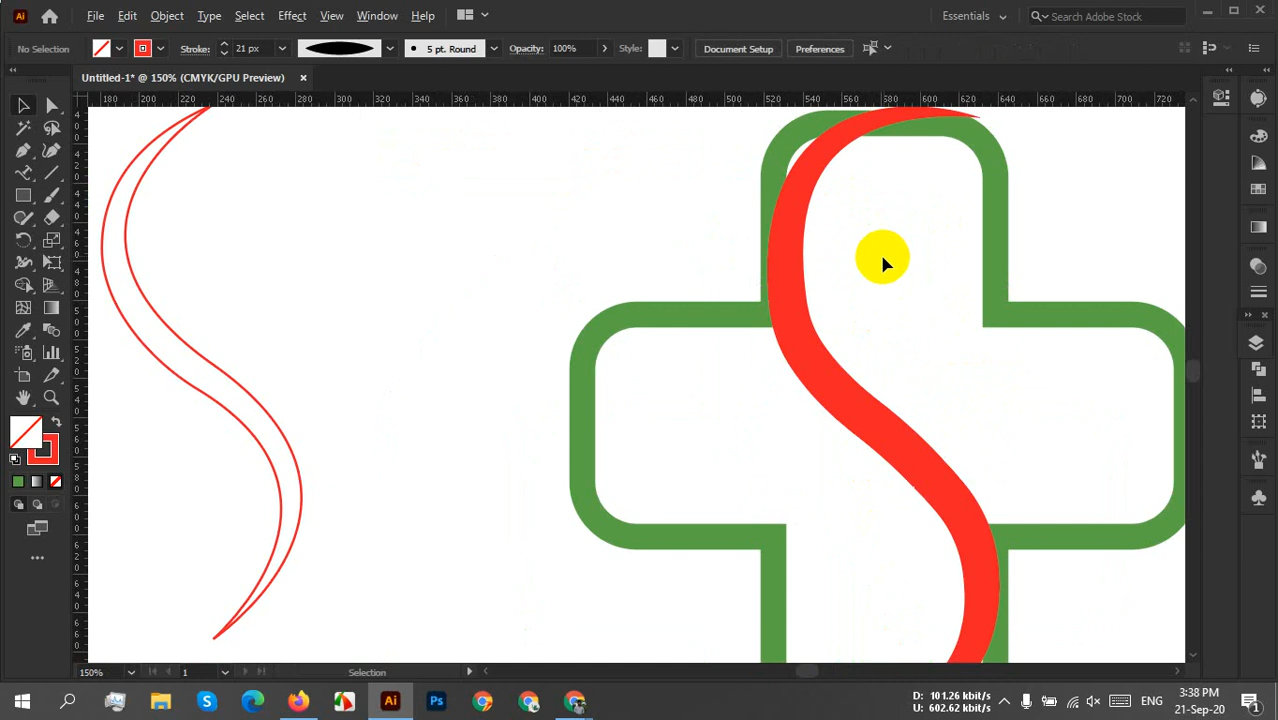 Ai File Edit Object Type Select Effect View Window Help Essentials Search Adobe Stock
No Selection Stroke: 21 px 5 pt. Round Opacity: 100% Style: Document Setup Preferences
Untitled-1* @ 150% (CMYK/GPU Preview) ×
180 200 220 240 260 280 300 320 340 360 380 400 420 440 460 480 500 520 540 560 580 600 620 640 660 680 700 720
150% 1 Selection
S Ai Ps
D: 101.26 kbit/s
U: 602.62 kbit/s
ENG
3:38 PM
21-Sep-20
1